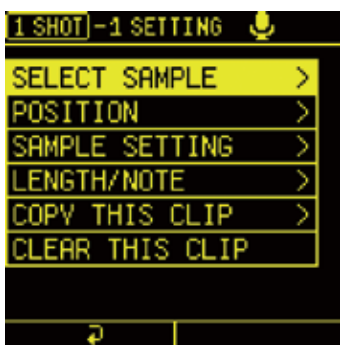 1 SHOT -1 SETTING
SELECT SAMPLE >
POSITION >
SAMPLE SETTING >
LENGTH/NOTE >
COPY THIS CLIP >
CLEAR THIS CLIP